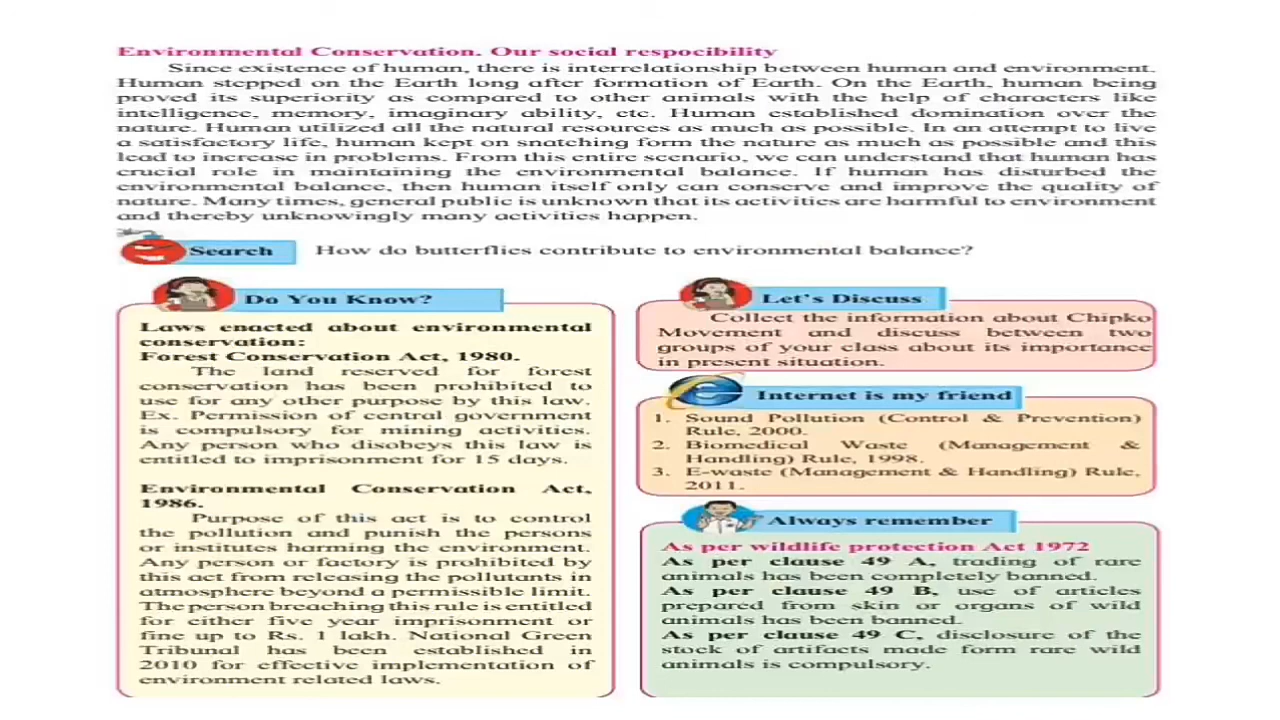 Environmental Conservation. Our social respocibility
Since existence of human, there is interrelationship between human and environment.
Human stepped on the Earth long after formation of Earth. On the Earth, human being
proved its superiority as compared to other animals with the help of characters like
intelligence, memory, imaginary ability, etc. Human established domination over the
nature. Human utilized all the natural resources as much as possible. In an attempt to live
a satisfactory life, human kept on snatching form the nature as much as possible and this
lead to increase in problems. From this entire scenario, we can understand that human has
crucial role in maintaining the environmental balance. If human has disturbed the
environmental balance, then human itself only can conserve and improve the quality of
nature. Many times, general public is unknown that its activities are harmful to environment
and thereby unknowingly many activities happen.
Search How do butterflies contribute to environmental balance?
Do You Know?
Laws enacted about environmental
conservation:
Forest Conservation Act, 1980.
The land reserved for forest
conservation has been prohibited to
use for any other purpose by this law.
Ex. Permission of central government
is compulsory for mining activities.
Any person who disobeys this law is
entitled to imprisonment for 15 days.
Environmental Conservation Act,
1986.
Purpose of this act is to control
the pollution and punish the persons
or institutes harming the environment.
Any person or factory is prohibited by
this act from releasing the pollutants in
atmosphere beyond a permissible limit.
The person breaching this rule is entitled
for either five year imprisonment or
fine up to Rs. 1 lakh. National Green
Tribunal has been established in
2010 for effective implementation of
environment related laws.
Let's Discuss
Collect the information about Chipko
Movement and discuss between two
groups of your class about its importance
in present situation.
Internet is my friend
1. Sound Pollution (Control & Prevention)
Rule, 2000.
2. Biomedical Waste (Management &
Handling) Rule, 1998.
3. E-waste (Management & Handling) Rule,
2011.
Always remember
As per wildlife protection Act 1972
As per clause 49 A, trading of rare
animals has been completely banned.
As per clause 49 B, use of articles
prepared from skin or organs of wild
animals has been banned.
As per clause 49 C, disclosure of the
stock of artifacts made form rare wild
animals is compulsory.